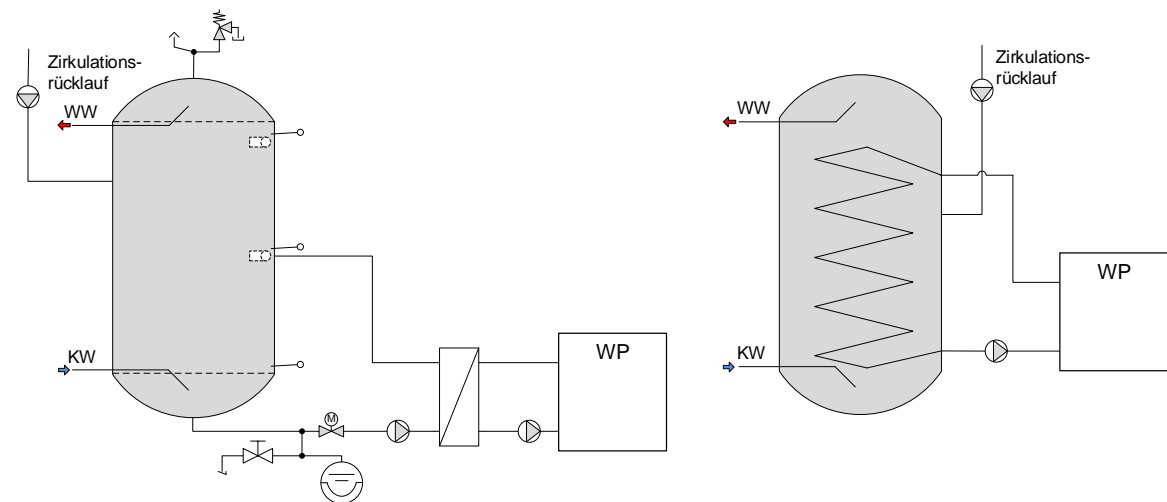 Zirkulations-
rücklauf
WW
KW
M
WP
Zirkulations-
rücklauf
WW
KW
WP